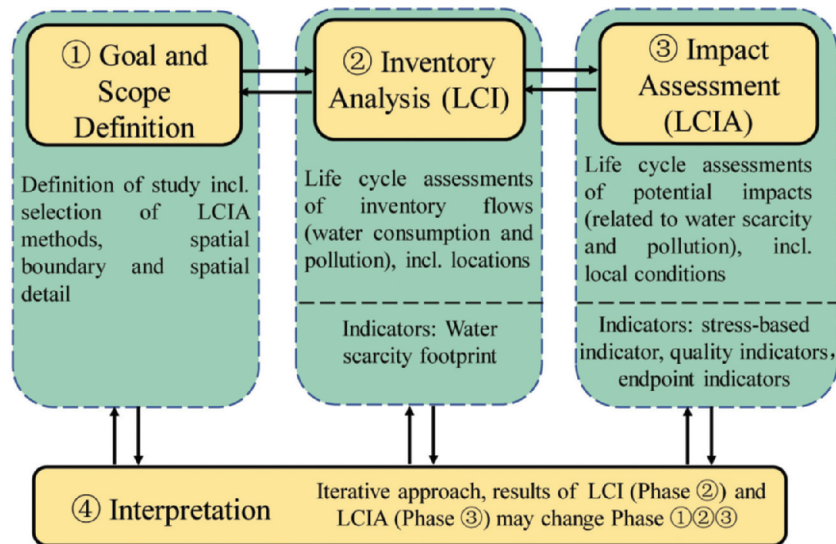 ① Goal and
Scope
Definition
Definition of study incl.
selection of LCIA
methods, spatial
boundary and spatial
detail
② Inventory
Analysis (LCI)
Life cycle assessments
of inventory flows
(water consumption and
pollution), incl. locations
Indicators: Water
scarcity footprint
③ Impact
Assessment
(LCIA)
Life cycle assessments
of potential impacts
(related to water scarcity
and pollution), incl.
local conditions
Indicators: stress-based
indicator, quality indicators,
endpoint indicators
④ Interpretation
Iterative approach, results of LCI (Phase ②) and
LCIA (Phase ③) may change Phase ①②③